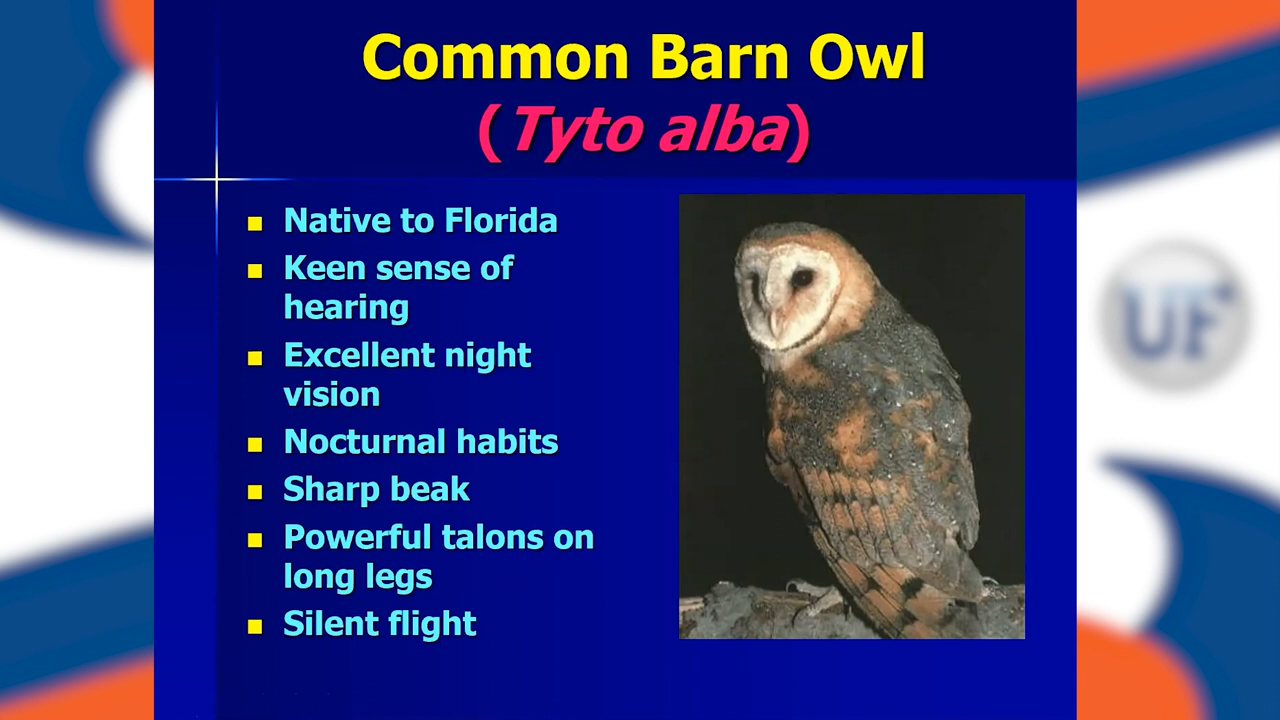 Common Barn Owl
(Tyto alba)
Native to Florida
Keen sense of
hearing
Excellent night
vision
Nocturnal habits
Sharp beak
Powerful talons on
long legs
Silent flight
UF